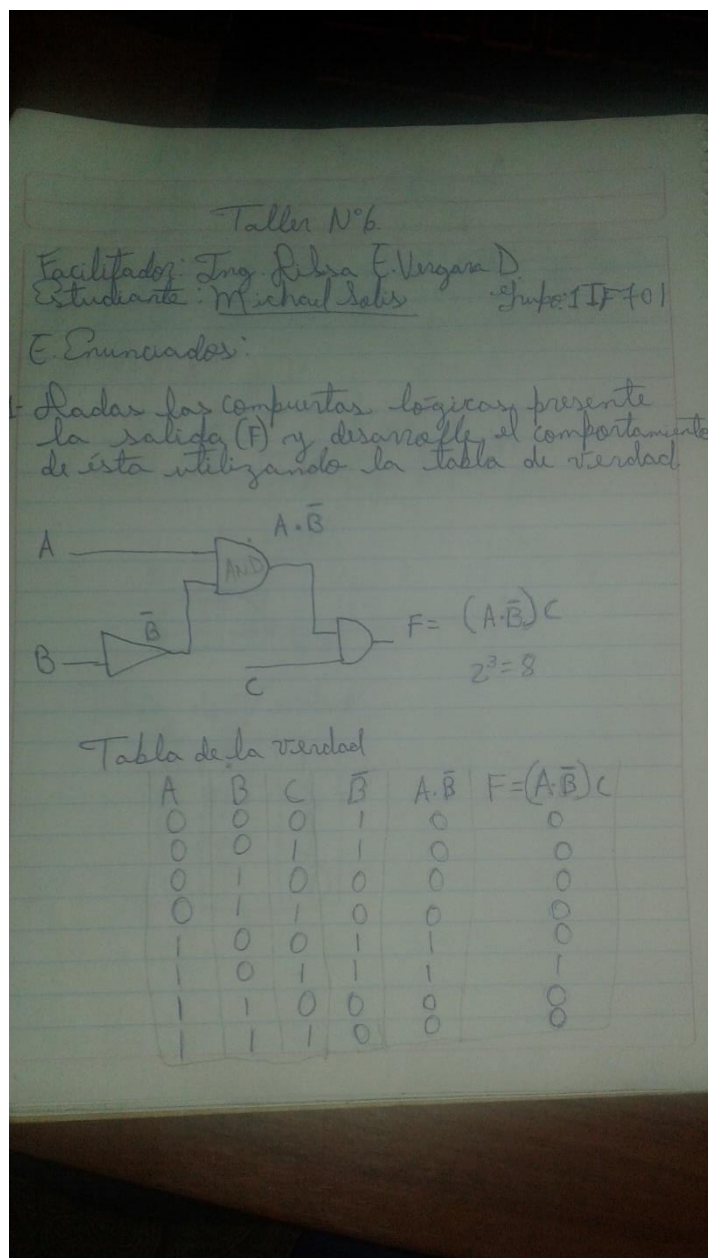 Taller Nº6.
Facilitador: Ing. Ribsa E. Vergara D.
Estudiante: Michael Solis Grupo: 1IF701
E. Enunciados:
1- Dadas las compuertas lógicas, presente
la salida (F) y desarrolle el comportamiento
de ésta utilizando la tabla de verdad
A·B̅
A
AND
B̅
F= (A·B̅)C
B
2³=8
C
Tabla de la verdad
A B C B̅ A·B̅ F=(A·B̅)C
0 0 0 1 0 0
0 0 1 1 0 0
0 1 0 0 0 0
0 1 1 0 0 0
1 0 0 1 1 0
1 0 1 1 1 1
1 1 0 0 0 0
1 1 1 0 0 0